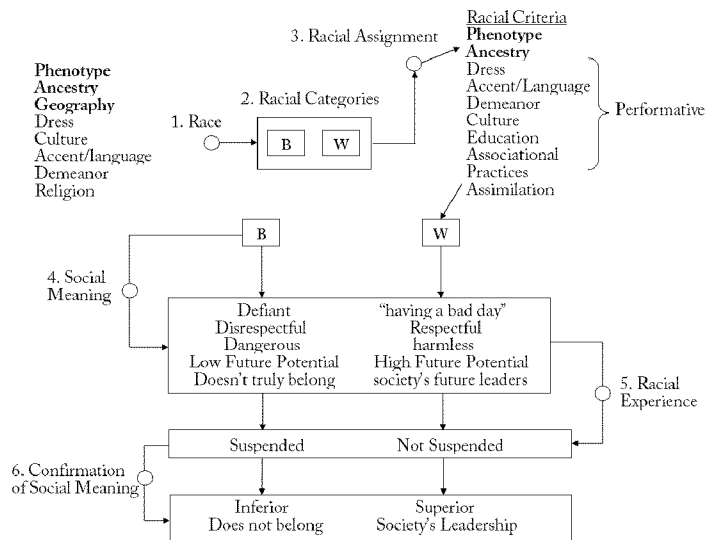 3. Racial Assignment
Racial Criteria
Phenotype
Ancestry
Dress
Accent/Language
Demeanor
Culture
Education
Associational
Practices
Assimilation
Performative
Phenotype
Ancestry
Geography
Dress
Culture
Accent/language
Demeanor
Religion
1. Race
2. Racial Categories
B W
B W
4. Social
Meaning
Defiant
Disrespectful
Dangerous
Low Future Potential
Doesn't truly belong
“having a bad day”
Respectful
harmless
High Future Potential
society's future leaders
5. Racial
Experience
Suspended Not Suspended
6. Confirmation
of Social Meaning
Inferior
Does not belong
Superior
Society's Leadership